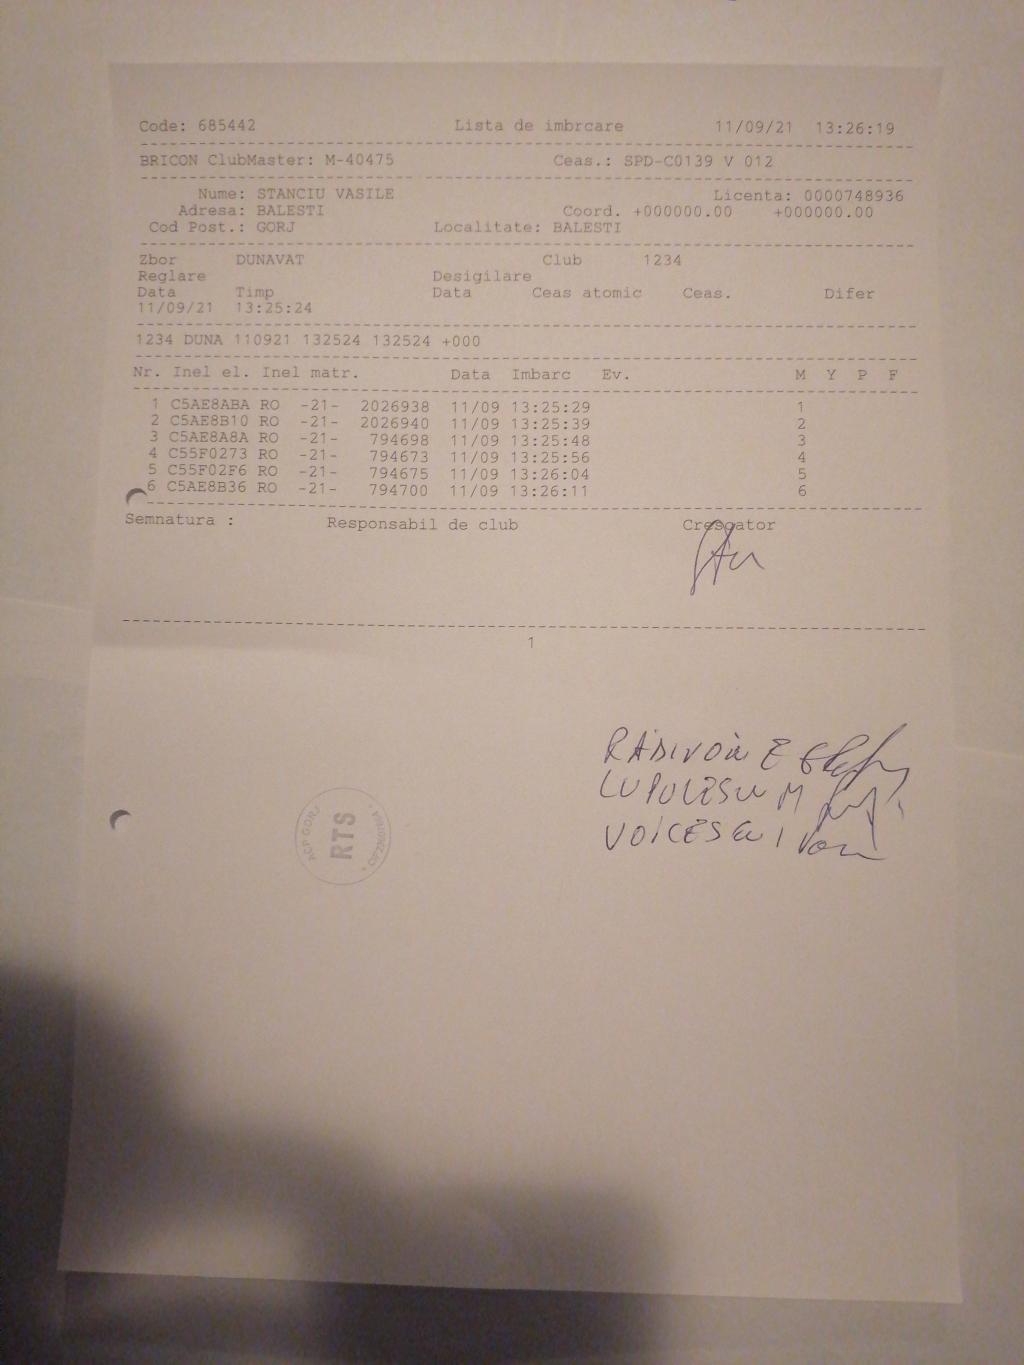 Code: 685442 Lista de imbrcare 11/09/21 13:26:19
BRICON ClubMaster: M-40475 Ceas.: SPD-C0139 V 012
Nume: STANCIU VASILE Licenta: 0000748936
Adresa: BALESTI Coord. +000000.00 +000000.00
Cod Post.: GORJ Localitate: BALESTI
Zbor DUNAVAT Club 1234
Reglare Desigilare
Data Timp Data Ceas atomic Ceas. Difer
11/09/21 13:25:24
1234 DUNA 110921 132524 132524 +000
Nr. Inel el. Inel matr. Data Imbarc Ev. M Y P F
1 C5AE8ABA RO -21- 2026938 11/09 13:25:29 1
2 C5AE8B10 RO -21- 2026940 11/09 13:25:39 2
3 C5AE8A8A RO -21- 794698 11/09 13:25:48 3
4 C55F0273 RO -21- 794673 11/09 13:25:56 4
5 C55F02F6 RO -21- 794675 11/09 13:26:04 5
6 C5AE8B36 RO -21- 794700 11/09 13:26:11 6
Semnatura : Responsabil de club Crescator
1
RADIVOIU E
LUPULESCU M
VOICESCU I
ACP GORJ
RTS